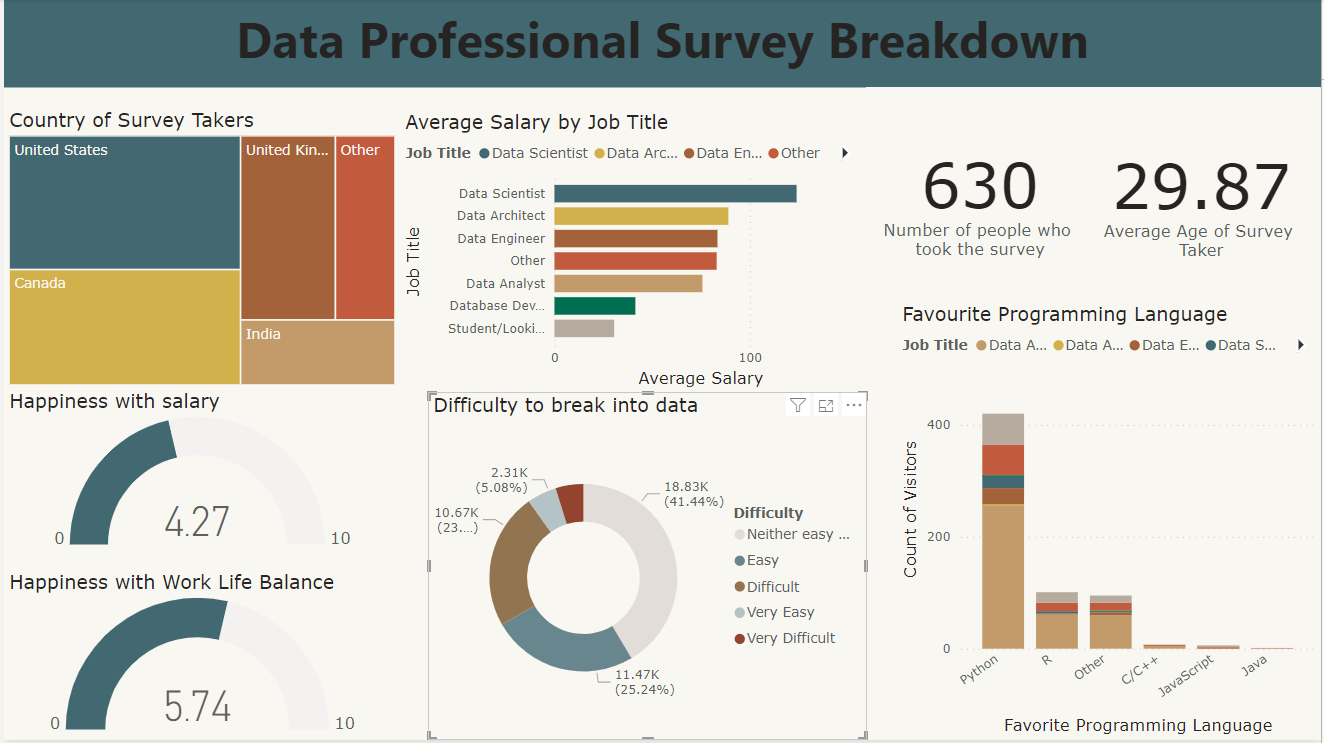 Data Professional Survey Breakdown
Country of Survey Takers
United States
United Kin...
Other
Canada
India
Average Salary by Job Title
Job Title Data Scientist Data Arc... Data En... Other
Job Title
Data Scientist
Data Architect
Data Engineer
Other
Data Analyst
Database Dev...
Student/Looki...
0 100
Average Salary
630
Number of people who
took the survey
29.87
Average Age of Survey
Taker
Happiness with salary
0 4.27 10
Happiness with Work Life Balance
0 5.74 10
Difficulty to break into data
2.31K
(5.08%)
18.83K
(41.44%)
10.67K
(23....)
11.47K
(25.24%)
Difficulty
Neither easy ...
Easy
Difficult
Very Easy
Very Difficult
Favourite Programming Language
Job Title Data A... Data A... Data E... Data S...
Count of Visitors
400
200
0
Python
R
Other
C/C++
JavaScript
Java
Favorite Programming Language